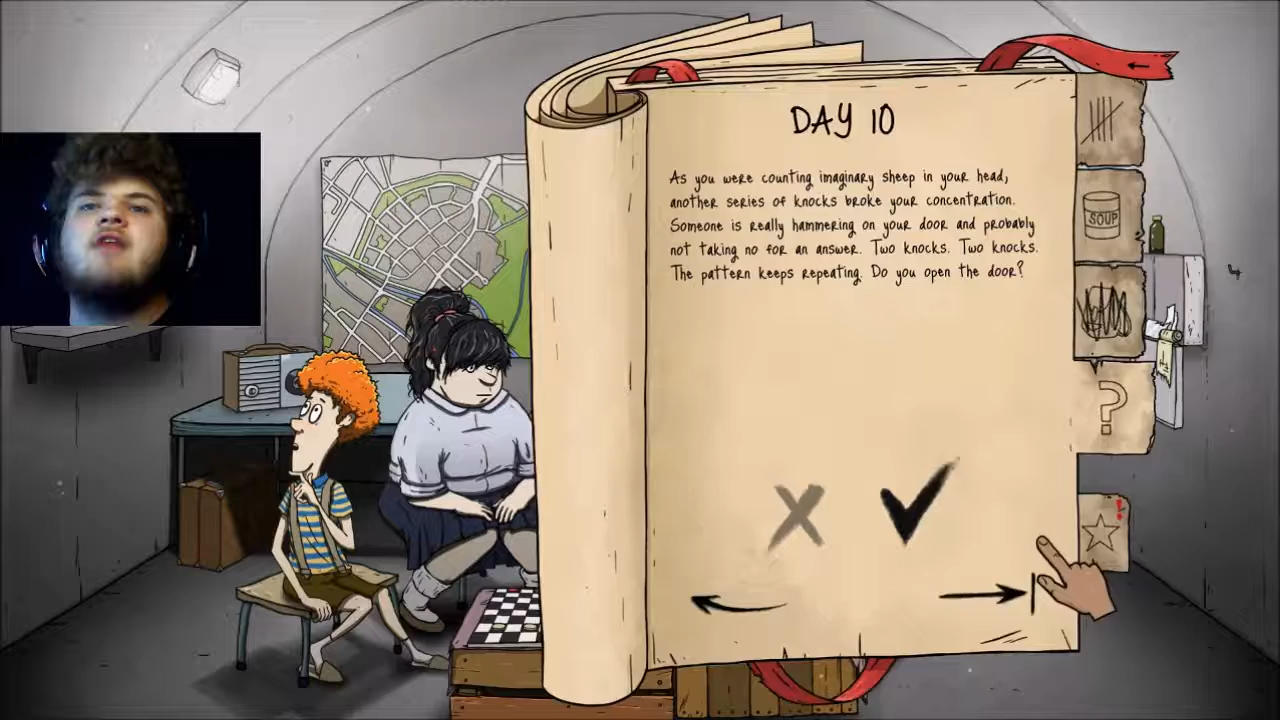 DAY 10
As you were counting imaginary sheep in your head,
another series of knocks broke your concentration.
Someone is really hammering on your door and probably
not taking no for an answer. Two knocks. Two knocks.
The pattern keeps repeating. Do you open the door?
SOUP
?
!